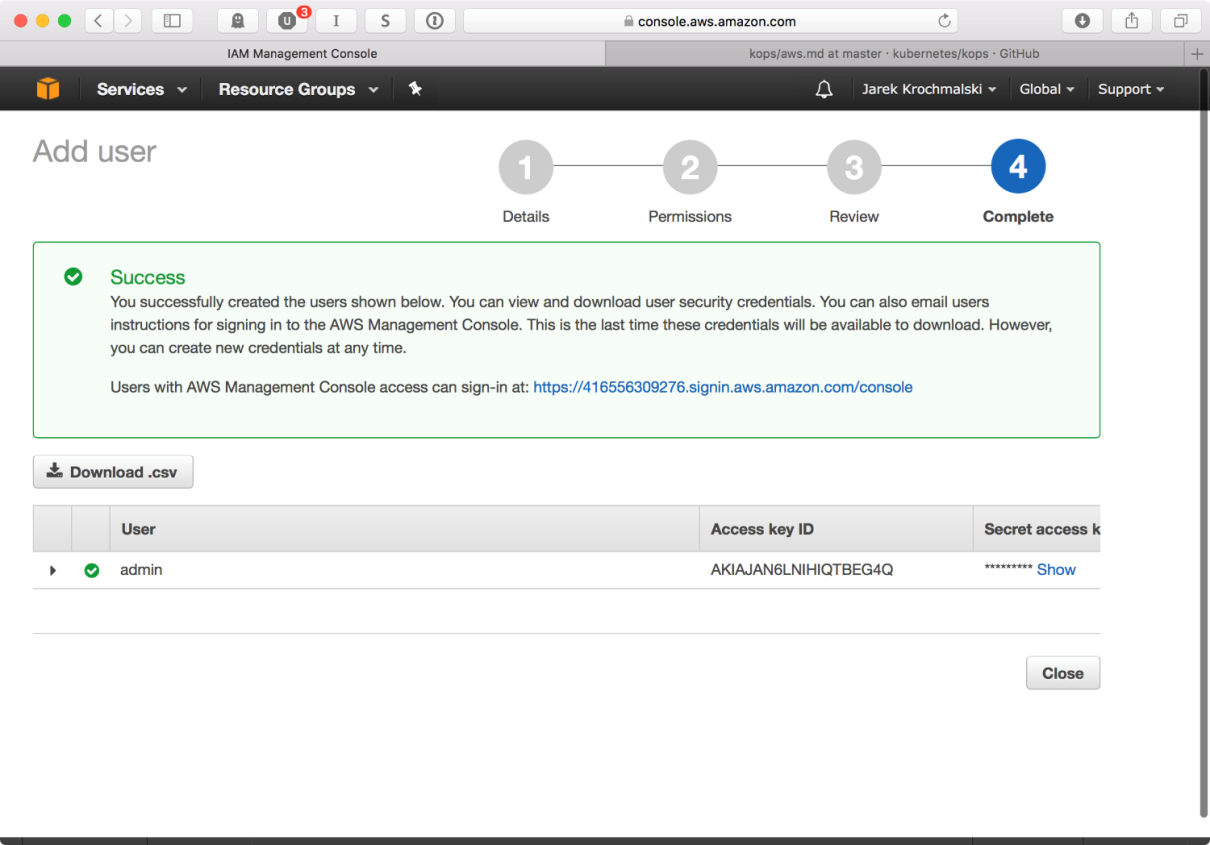 3
I
S
console.aws.amazon.com
IAM Management Console
kops/aws.md at master · kubernetes/kops · GitHub
Services
Resource Groups
Jarek Krochmalski
Global
Support
Add user
1
2
3
4
Details
Permissions
Review
Complete
Success
You successfully created the users shown below. You can view and download user security credentials. You can also email users
instructions for signing in to the AWS Management Console. This is the last time these credentials will be available to download. However,
you can create new credentials at any time.
Users with AWS Management Console access can sign-in at: https://416556309276.signin.aws.amazon.com/console
Download .csv
User
Access key ID
Secret access k
admin
AKIAJAN6LNIHIQTBEG4Q
********* Show
Close